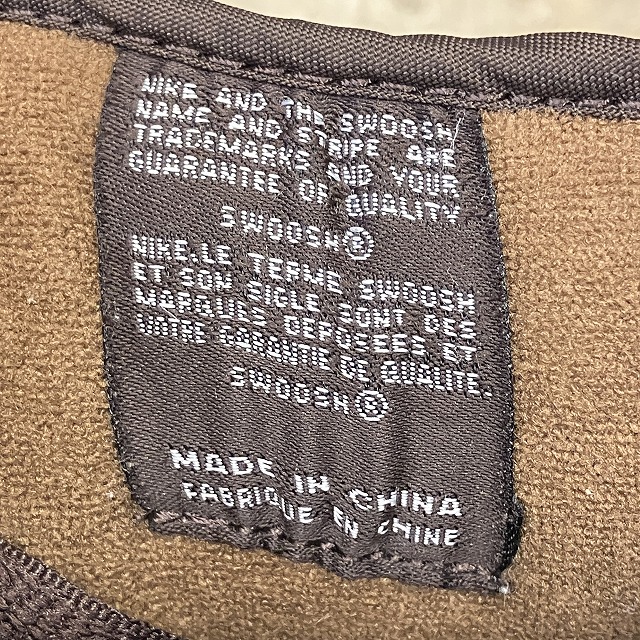 NIKE AND THE SWOOSH
NAME AND STRIPE ARE
TRADEMARKS AND YOUR
GUARANTEE OF QUALITY
SWOOSH®
NIKE.LE TERME SWOOSH
ET SON SIGLE SONT DES
MARQUES DEPOSEES ET
VOTRE GARANTIE DE QUALITE.
SWOOSH®
MADE IN CHINA
FABRIQUE EN CHINE